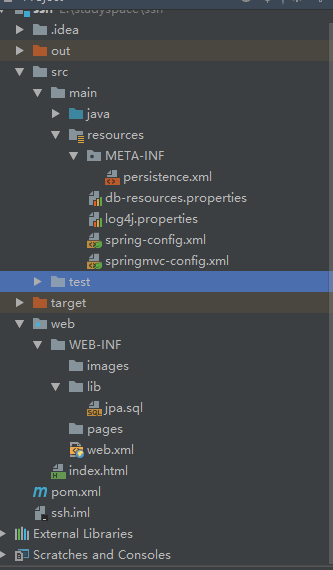 .idea
out
src
main
java
resources
META-INF
persistence.xml
db-resources.properties
log4j.properties
spring-config.xml
springmvc-config.xml
test
target
web
WEB-INF
images
lib
jpa.sql
pages
web.xml
index.html
pom.xml
ssh.iml
External Libraries
Scratches and Consoles